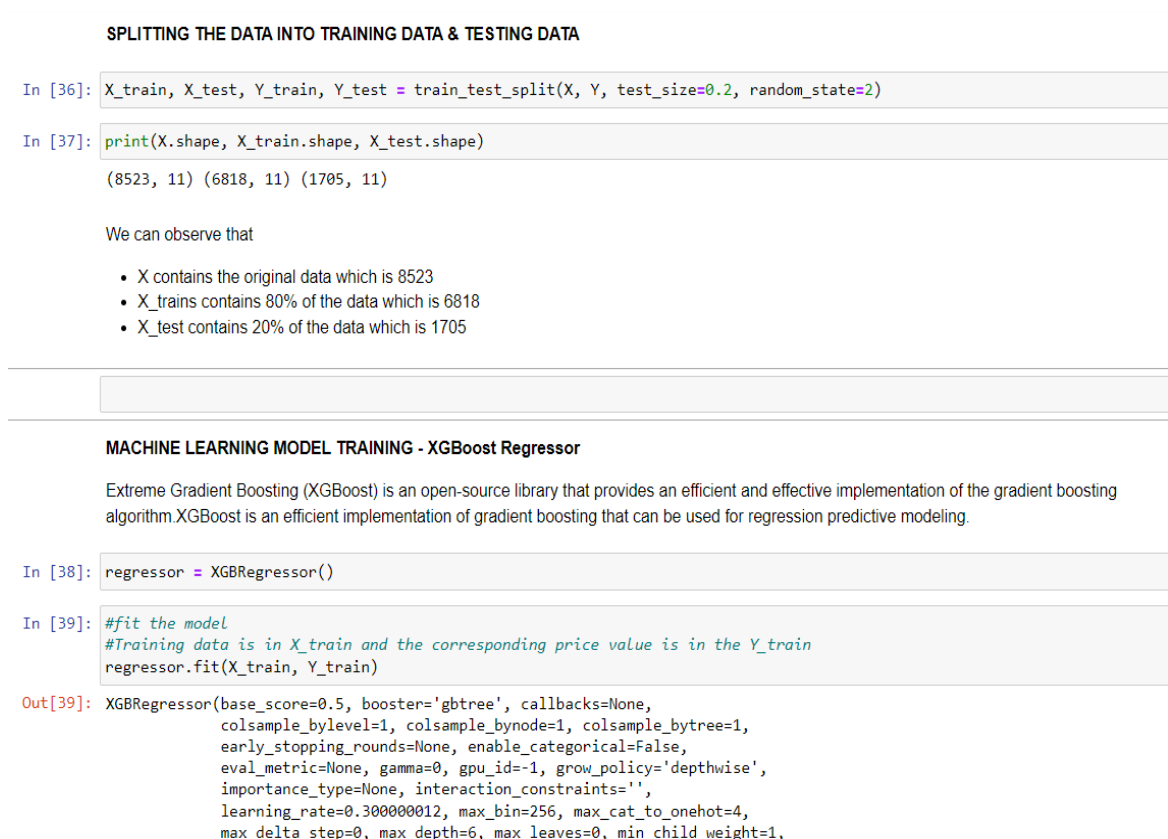 SPLITTING THE DATA INTO TRAINING DATA & TESTING DATA
In [36]: X_train, X_test, Y_train, Y_test = train_test_split(X, Y, test_size=0.2, random_state=2)
In [37]: print(X.shape, X_train.shape, X_test.shape)
(8523, 11) (6818, 11) (1705, 11)
We can observe that
• X contains the original data which is 8523
• X_trains contains 80% of the data which is 6818
• X_test contains 20% of the data which is 1705
MACHINE LEARNING MODEL TRAINING - XGBoost Regressor
Extreme Gradient Boosting (XGBoost) is an open-source library that provides an efficient and effective implementation of the gradient boosting
algorithm.XGBoost is an efficient implementation of gradient boosting that can be used for regression predictive modeling.
In [38]: regressor = XGBRegressor()
In [39]: #fit the model
#Training data is in X_train and the corresponding price value is in the Y_train
regressor.fit(X_train, Y_train)
Out[39]: XGBRegressor(base_score=0.5, booster='gbtree', callbacks=None,
colsample_bylevel=1, colsample_bynode=1, colsample_bytree=1,
early_stopping_rounds=None, enable_categorical=False,
eval_metric=None, gamma=0, gpu_id=-1, grow_policy='depthwise',
importance_type=None, interaction_constraints='',
learning_rate=0.300000012, max_bin=256, max_cat_to_onehot=4,
max_delta_step=0, max_depth=6, max_leaves=0, min_child_weight=1,